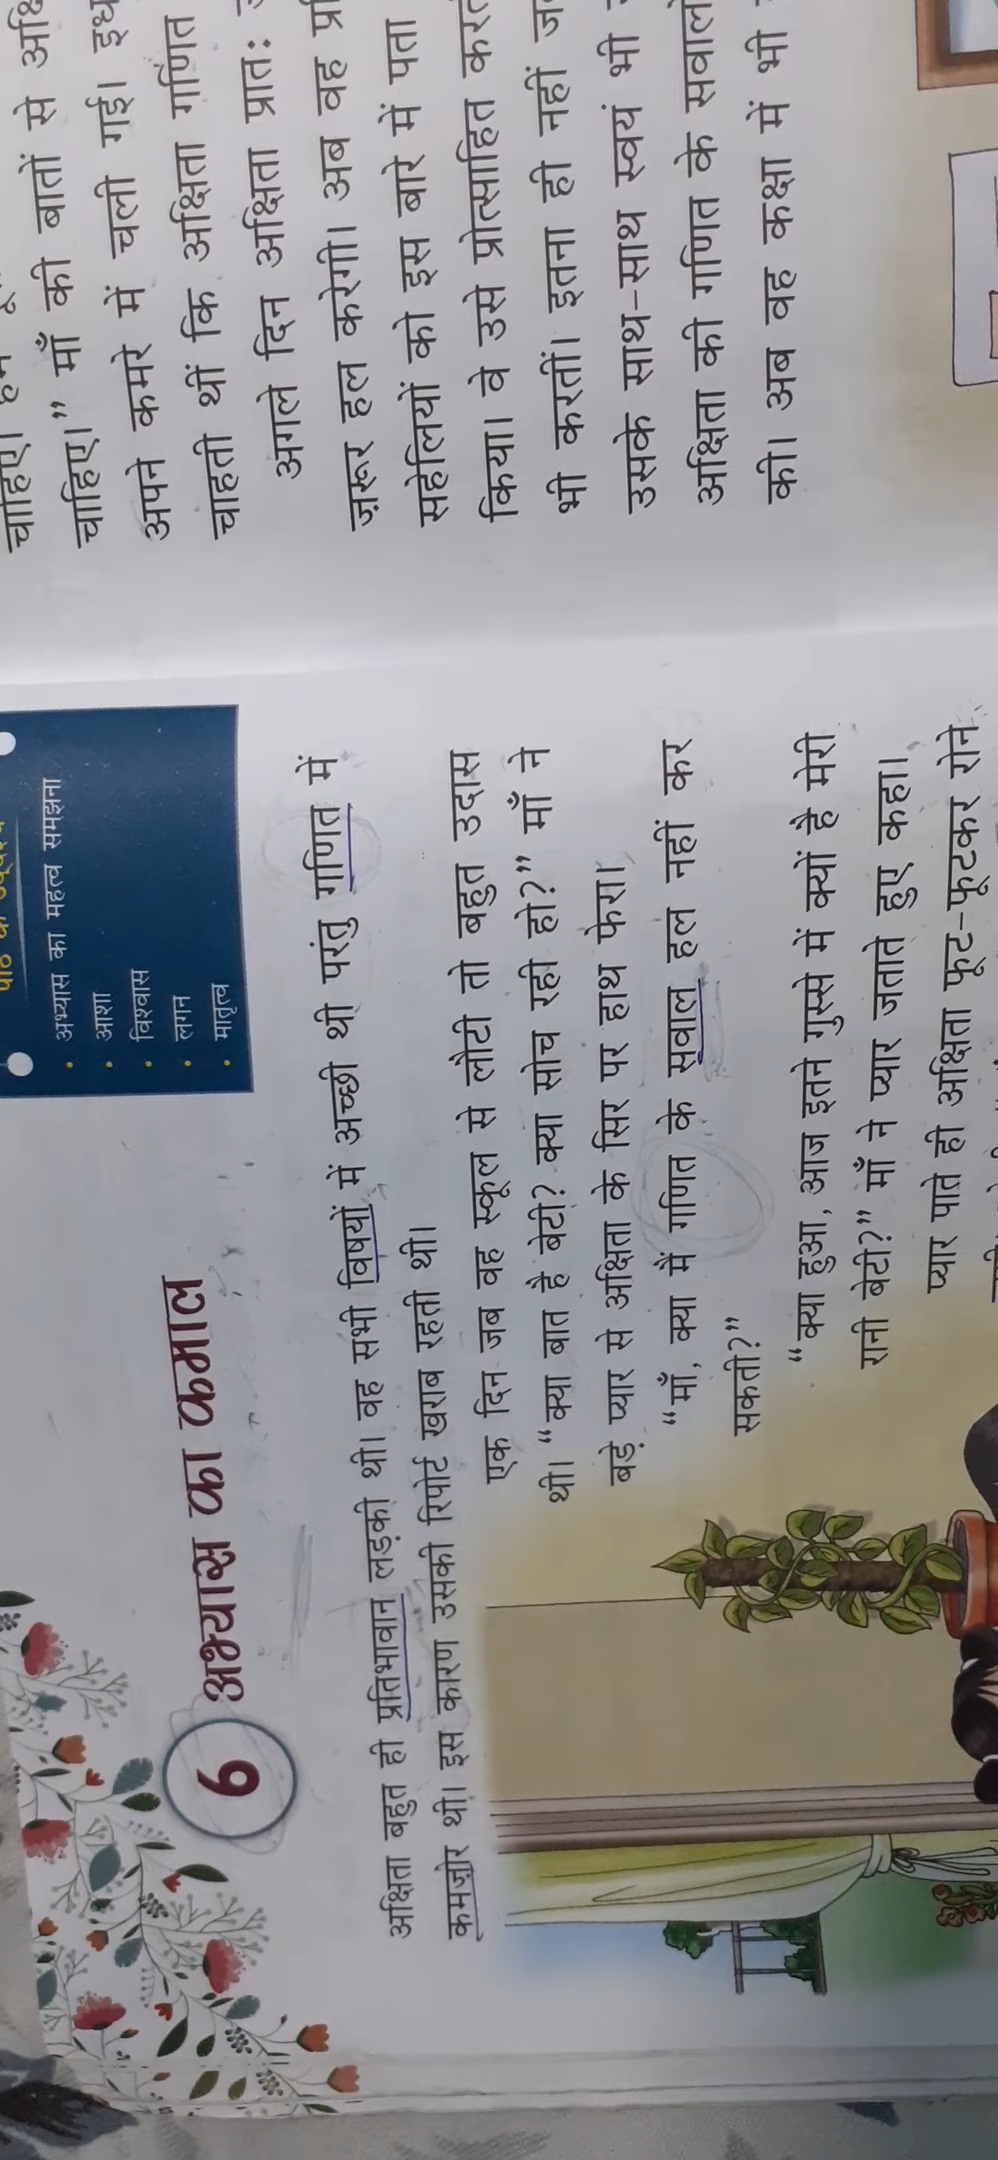 6
अभ्यास का कमाल
अभ्यास का महत्व समझना
आशा
विश्वास
लगन
मातृत्व
अक्षिता बहुत ही प्रतिभावान लड़की थी। वह सभी विषयों में अच्छी थी परंतु गणित में
कमज़ोर थी। इस कारण उसकी रिपोर्ट खराब रहती थी।
एक दिन जब वह स्कूल से लौटी तो बहुत उदास
थी। “क्या बात है बेटी? क्या सोच रही हो?” माँ ने
बड़े प्यार से अक्षिता के सिर पर हाथ फेरा।
“माँ, क्या मैं गणित के सवाल हल नहीं कर
सकती?”
“क्या हुआ, आज इतने गुस्से में क्यों है मेरी
रानी बेटी?” माँ ने प्यार जताते हुए कहा।
प्यार पाते ही अक्षिता फूट-फूटकर रोने
चाहिए।
चाहिए।” माँ की बातों से
अपने कमरे में चली गई।
चाहती थीं कि अक्षिता गणित
अगले दिन अक्षिता प्रातः
ज़रूर हल करेगी। अब वह
सहेलियों को इस बारे में पता
किया। वे उसे प्रोत्साहित
भी करतीं। इतना ही नहीं
उसके साथ-साथ स्वयं भी
अक्षिता की गणित के
की। अब वह कक्षा में भी